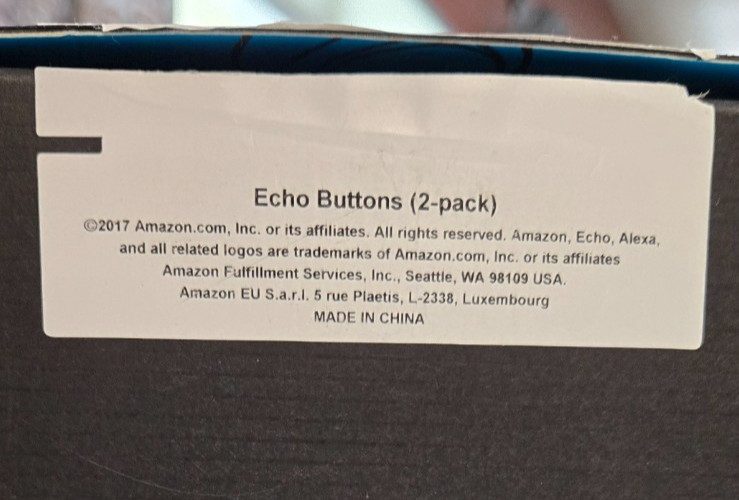 Echo Buttons (2-pack)
©2017 Amazon.com, Inc. or its affiliates. All rights reserved. Amazon, Echo, Alexa,
and all related logos are trademarks of Amazon.com, Inc. or its affiliates
Amazon Fulfillment Services, Inc., Seattle, WA 98109 USA.
Amazon EU S.a.r.l. 5 rue Plaetis, L-2338, Luxembourg
MADE IN CHINA